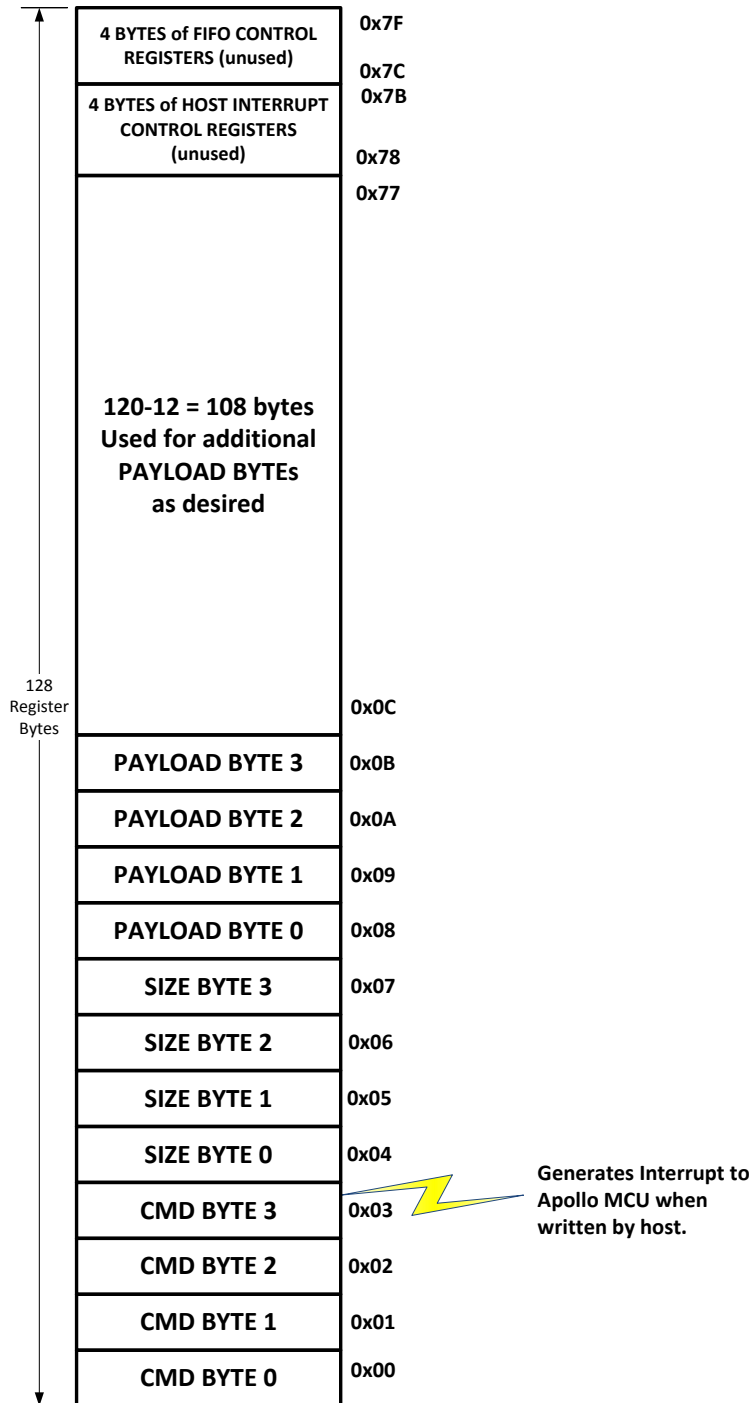 4 BYTES of FIFO CONTROL
REGISTERS (unused)
0x7F
0x7C
4 BYTES of HOST INTERRUPT
CONTROL REGISTERS
(unused)
0x7B
0x78
0x77
120-12 = 108 bytes
Used for additional
PAYLOAD BYTEs
as desired
128
Register
Bytes
0x0C
PAYLOAD BYTE 3
0x0B
PAYLOAD BYTE 2
0x0A
PAYLOAD BYTE 1
0x09
PAYLOAD BYTE 0
0x08
SIZE BYTE 3
0x07
SIZE BYTE 2
0x06
SIZE BYTE 1
0x05
SIZE BYTE 0
0x04
CMD BYTE 3
0x03
Generates Interrupt to
Apollo MCU when
written by host.
CMD BYTE 2
0x02
CMD BYTE 1
0x01
CMD BYTE 0
0x00